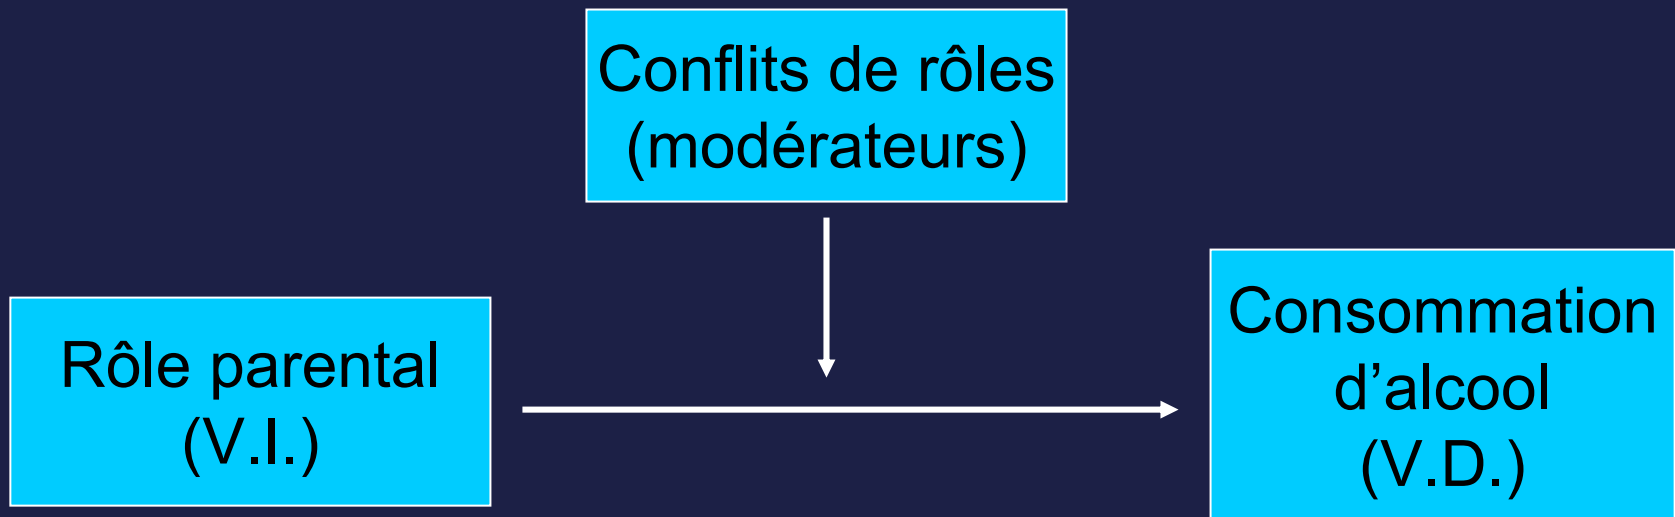 Conflits de rôles
(modérateurs)
Rôle parental
(V.I.)
Consommation
d’alcool
(V.D.)